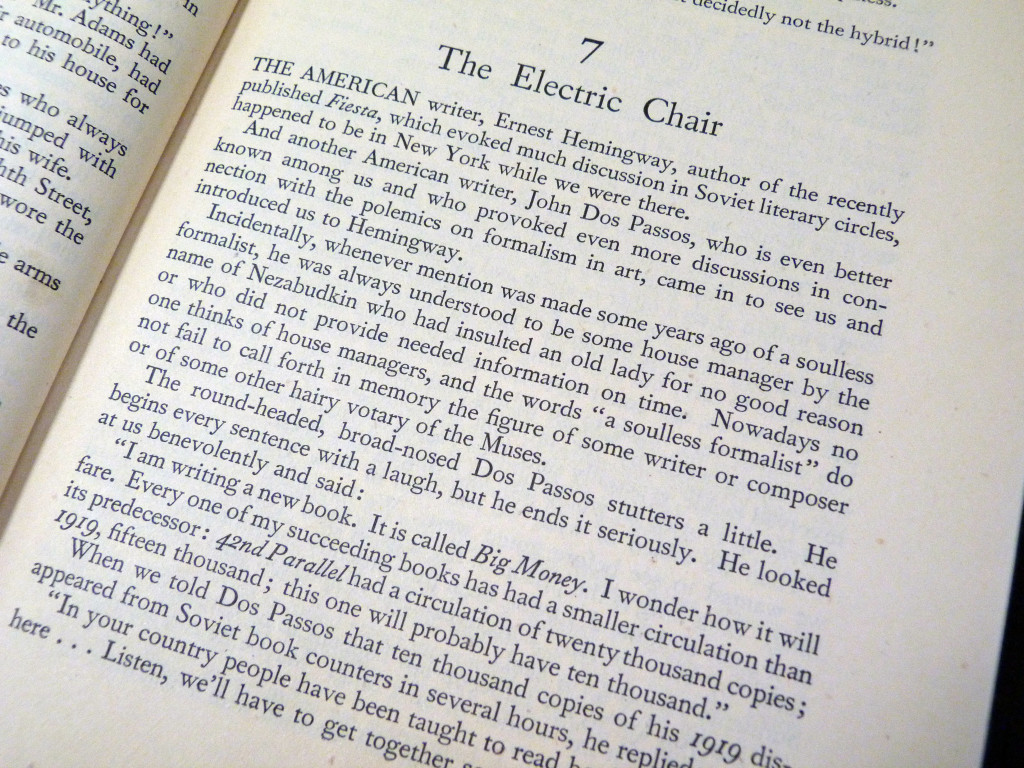 in
ything!"
Mr. Adams had
automobile, had
to his house for
who always
jumped with
his wife.
Street,
wore the
arms
the
decidedly not the hybrid!"
7
The Electric Chair
THE AMERICAN writer, Ernest Hemingway, author of the recently
published Fiesta, which evoked much discussion in Soviet literary circles,
happened to be in New York while we were there.
And another American writer, John Dos Passos, who is even better
known among us and who provoked even more discussions in con-
nection with the polemics on formalism in art, came in to see us and
introduced us to Hemingway.
Incidentally, whenever mention was made some years ago of a soulless
formalist, he was always understood to be some house manager by the
name of Nezabudkin who had insulted an old lady for no good reason
or who did not provide needed information on time. Nowadays no
one thinks of house managers, and the words "a soulless formalist" do
not fail to call forth in memory the figure of some writer or composer
or of some other hairy votary of the Muses.
The round-headed, broad-nosed Dos Passos stutters a little. He
begins every sentence with a laugh, but he ends it seriously. He looked
at us benevolently and said:
"I am writing a new book. It is called Big Money. I wonder how it will
fare. Every one of my succeeding books has had a smaller circulation than
its predecessor: 42nd Parallel had a circulation of twenty thousand copies;
1919, fifteen thousand; this one will probably have ten thousand."
When we told Dos Passos that ten thousand copies of his 1919 dis-
appeared from Soviet book counters in several hours, he replied
"In your country people have been taught to read
here . . . Listen, we'll have to get together